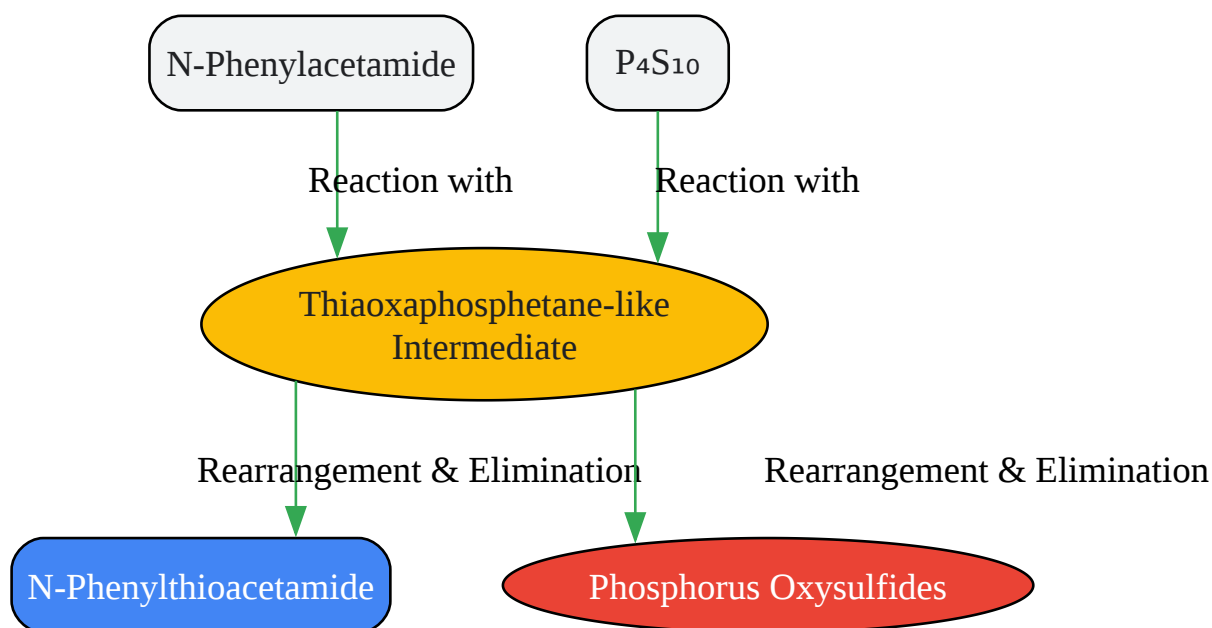 N-Phenylacetamide
P₄S₁₀
Reaction with
Reaction with
Thiaoxaphosphetane-like
Intermediate
Rearrangement & Elimination
Rearrangement & Elimination
N-Phenylthioacetamide
Phosphorus Oxysulfides